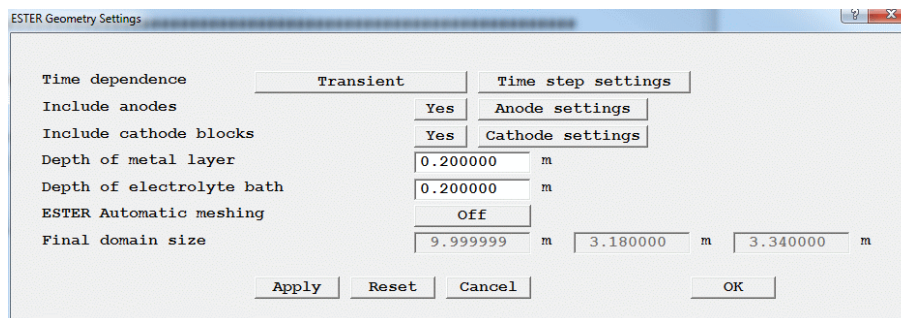 ESTER Geometry Settings
Time dependence Transient Time step settings
Include anodes Yes Anode settings
Include cathode blocks Yes Cathode settings
Depth of metal layer 0.200000 m
Depth of electrolyte bath 0.200000 m
ESTER Automatic meshing Off
Final domain size 9.999999 m 3.180000 m 3.340000 m
Apply Reset Cancel OK